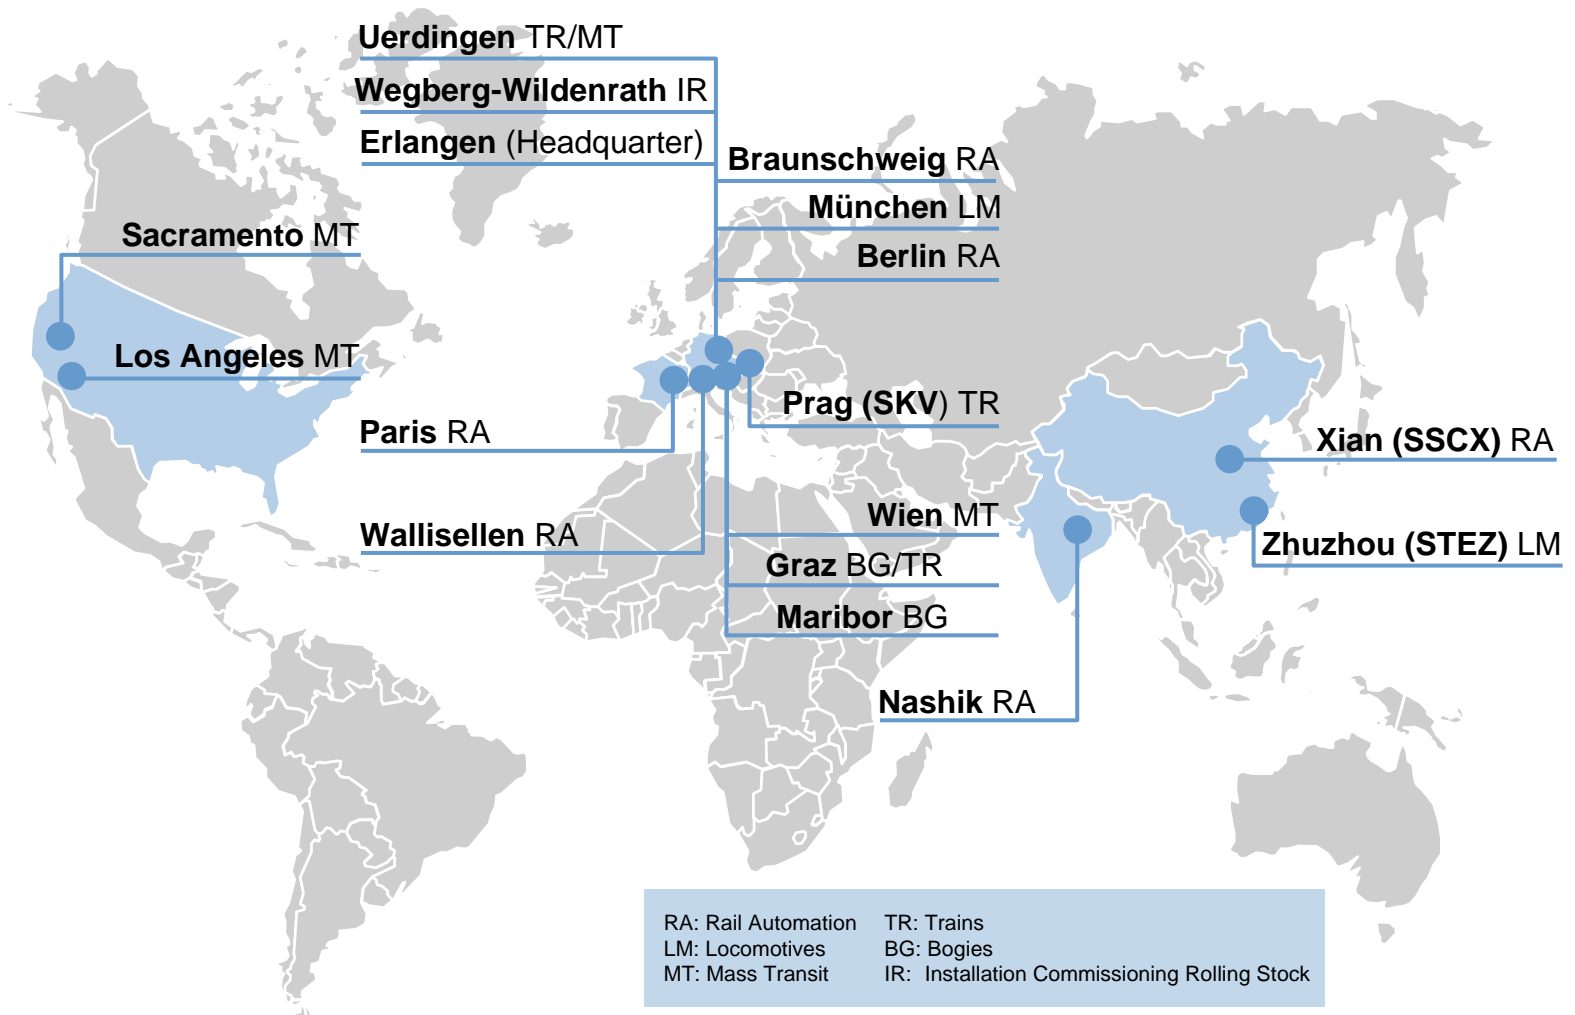 Uerdingen TR/MT
Wegberg-Wildenrath IR
Erlangen (Headquarter)
Braunschweig RA
München LM
Berlin RA
Sacramento MT
Los Angeles MT
Paris RA
Wallisellen RA
Prag (SKV) TR
Wien MT
Graz BG/TR
Maribor BG
Nashik RA
Xian (SSCX) RA
Zhuzhou (STEZ) LM
RA: Rail Automation TR: Trains
LM: Locomotives BG: Bogies
MT: Mass Transit IR: Installation Commissioning Rolling Stock